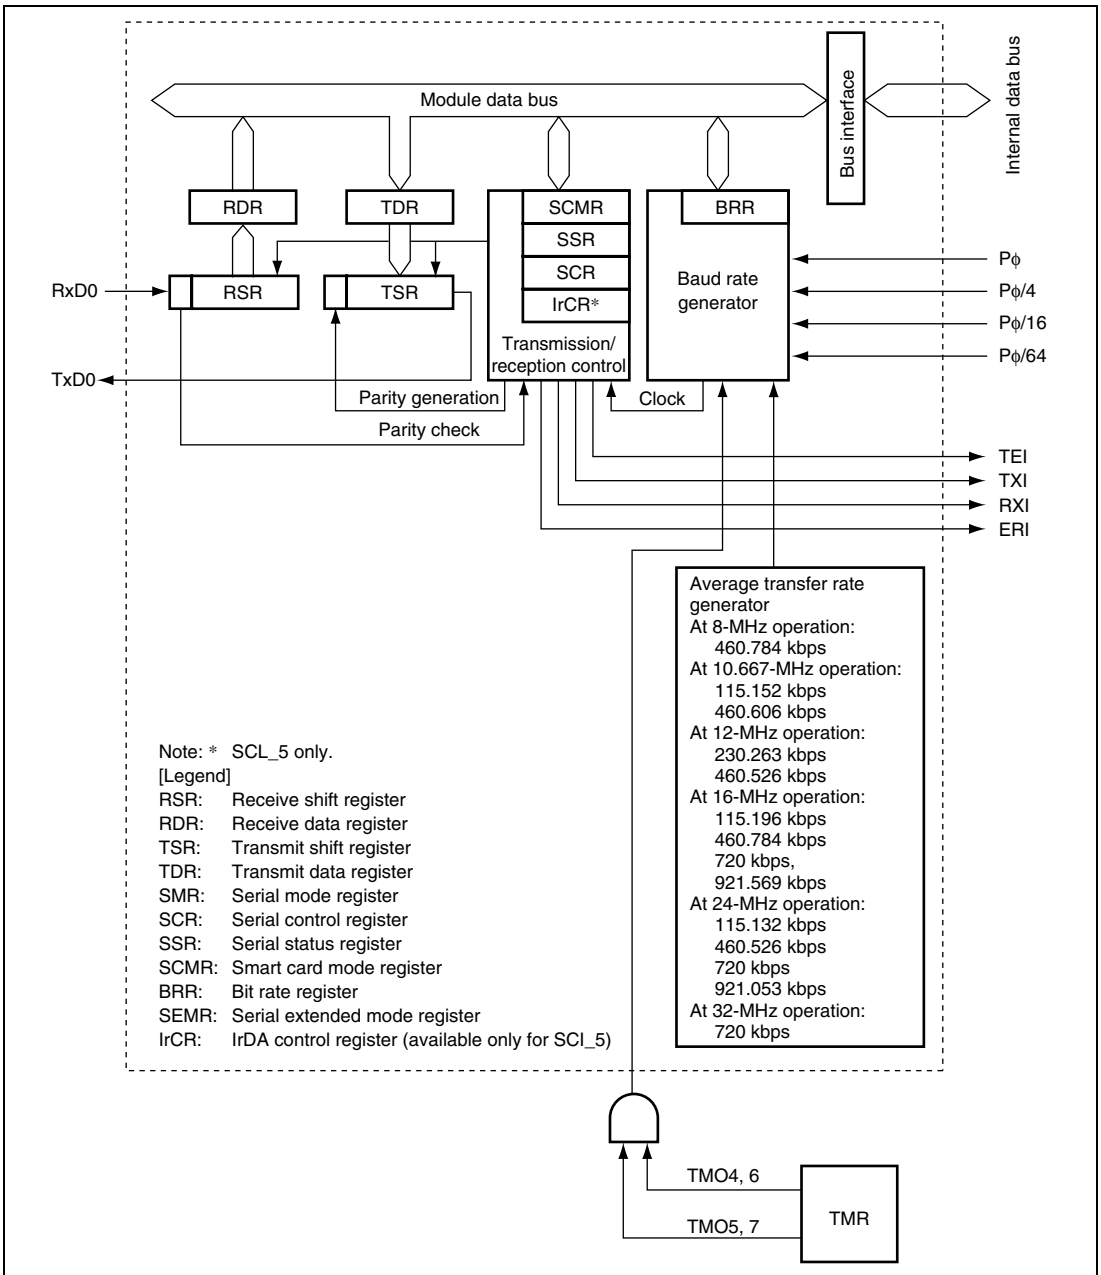 Module data bus
Bus interface
Internal data bus
RDR
TDR
SCMR
BRR
SSR
SCR
IrCR*
RSR
TSR
Baud rate
generator
Transmission/
reception control
RxD0
TxD0
Pϕ
Pϕ/4
Pϕ/16
Pϕ/64
Parity generation
Clock
Parity check
TEI
TXI
RXI
ERI
Average transfer rate
generator
At 8-MHz operation:
460.784 kbps
At 10.667-MHz operation:
115.152 kbps
460.606 kbps
At 12-MHz operation:
230.263 kbps
460.526 kbps
At 16-MHz operation:
115.196 kbps
460.784 kbps
720 kbps,
921.569 kbps
At 24-MHz operation:
115.132 kbps
460.526 kbps
720 kbps
921.053 kbps
At 32-MHz operation:
720 kbps
Note: * SCL_5 only.
[Legend]
RSR: Receive shift register
RDR: Receive data register
TSR: Transmit shift register
TDR: Transmit data register
SMR: Serial mode register
SCR: Serial control register
SSR: Serial status register
SCMR: Smart card mode register
BRR: Bit rate register
SEMR: Serial extended mode register
IrCR: IrDA control register (available only for SCI_5)
TMO4, 6
TMO5, 7
TMR